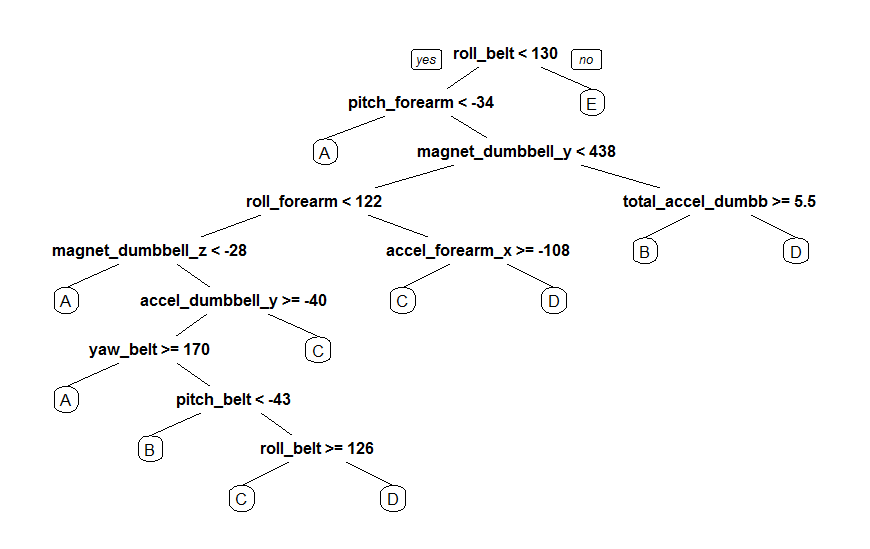 yes roll_belt < 130 no
pitch_forearm < -34 E
A magnet_dumbbell_y < 438
roll_forearm < 122 total_accel_dumbb >= 5.5
magnet_dumbbell_z < -28 accel_forearm_x >= -108 B D
A accel_dumbbell_y >= -40 C D
yaw_belt >= 170 C
A pitch_belt < -43
B roll_belt >= 126
C D